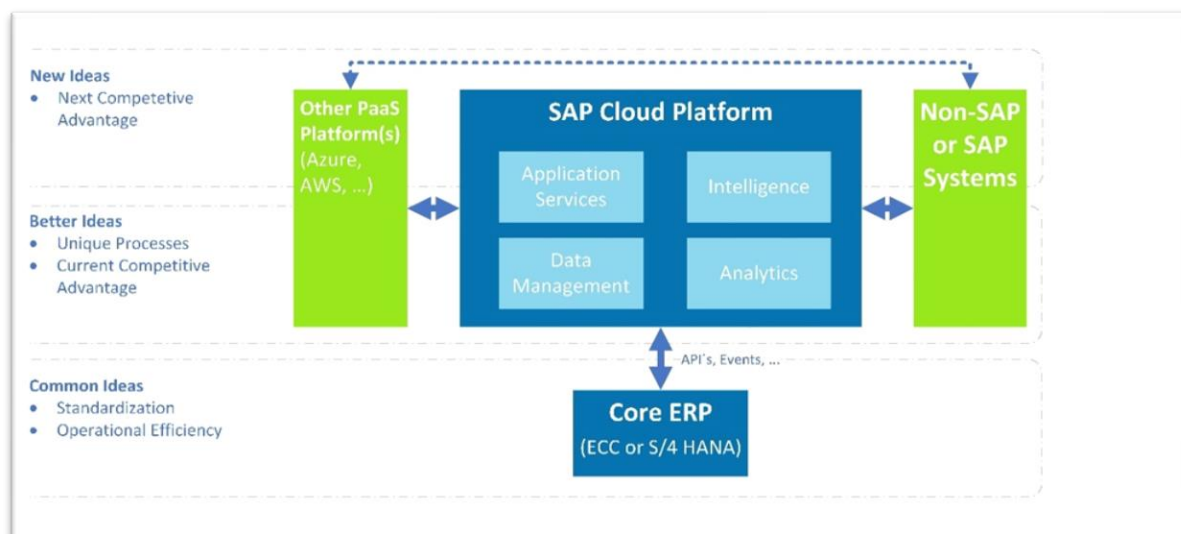 New Ideas
• Next Competetive
Advantage
Other PaaS
Platform(s)
(Azure,
AWS, ...)
SAP Cloud Platform
Application
Services
Intelligence
Data
Management
Analytics
Non-SAP
or SAP
Systems
Better Ideas
• Unique Processes
• Current Competitive
Advantage
API´s, Events, ...
Common Ideas
• Standardization
• Operational Efficiency
Core ERP
(ECC or S/4 HANA)